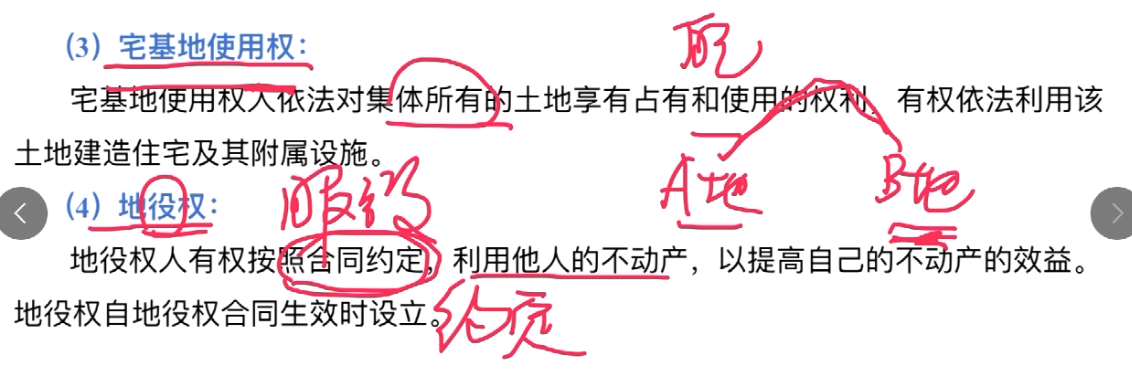 (3) 宅基地使用权：
宅基地使用权人依法对集体所有的土地享有占有和使用的权利，有权依法利用该
土地建造住宅及其附属设施。
A地
B地
(4) 地役权：
服务
地役权人有权按照合同约定，利用他人的不动产，以提高自己的不动产的效益。
地役权自地役权合同生效时设立。
约定